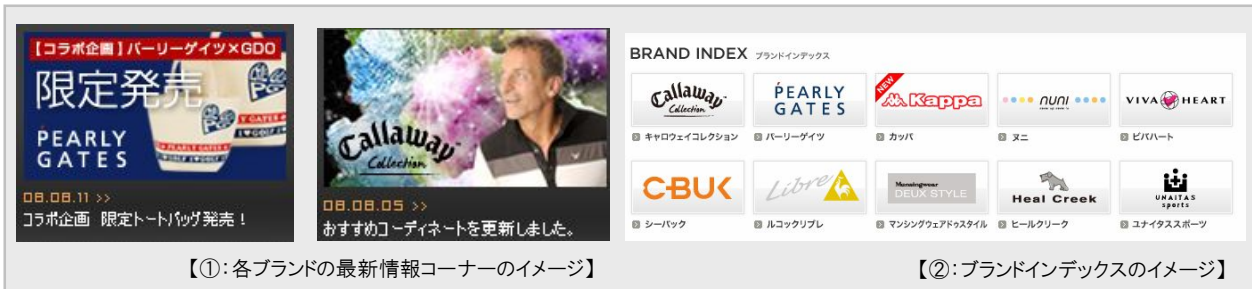 【コラボ企画】パーリーゲイツ×GDO
限定発売
PEARLY
GATES
08.08.11 >>
コラボ企画 限定トートバッグ発売！
Callaway
Collection
08.08.05 >>
おすすめコーディネートを更新しました。
【①：各ブランドの最新情報コーナーのイメージ】
BRAND INDEX ブランドインデックス
Callaway
Collection
PEARLY
GATES
NEW
Kappa
nuni
VIVA HEART
キャロウェイコレクション パーリーゲイツ カッパ ヌニ ビバハート
C-BUK
Libre
Munsingwear
DEUX STYLE
Heal Creek
UNAITAS
sports
シーバック ルコックリブレ マンシングウェアドゥスタイル ヒールクリーク ユナイタススポーツ
【②：ブランドインデックスのイメージ】